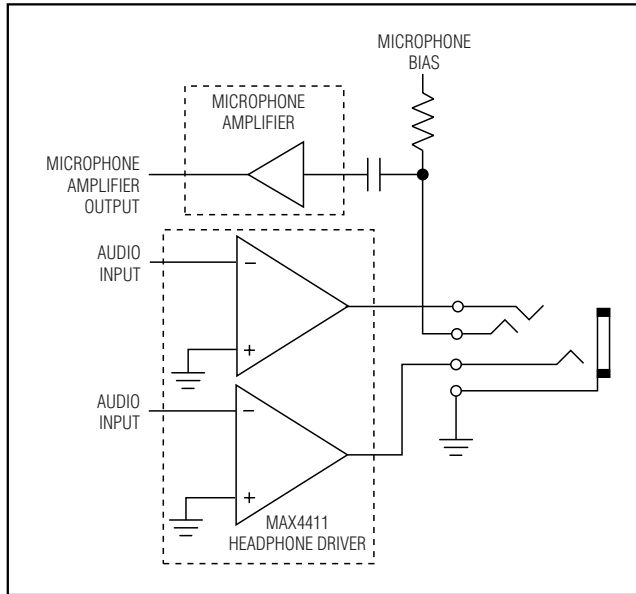 MICROPHONE
BIAS
MICROPHONE
AMPLIFIER
MICROPHONE
AMPLIFIER
OUTPUT
AUDIO
INPUT
−
+
AUDIO
INPUT
−
+
MAX4411
HEADPHONE DRIVER